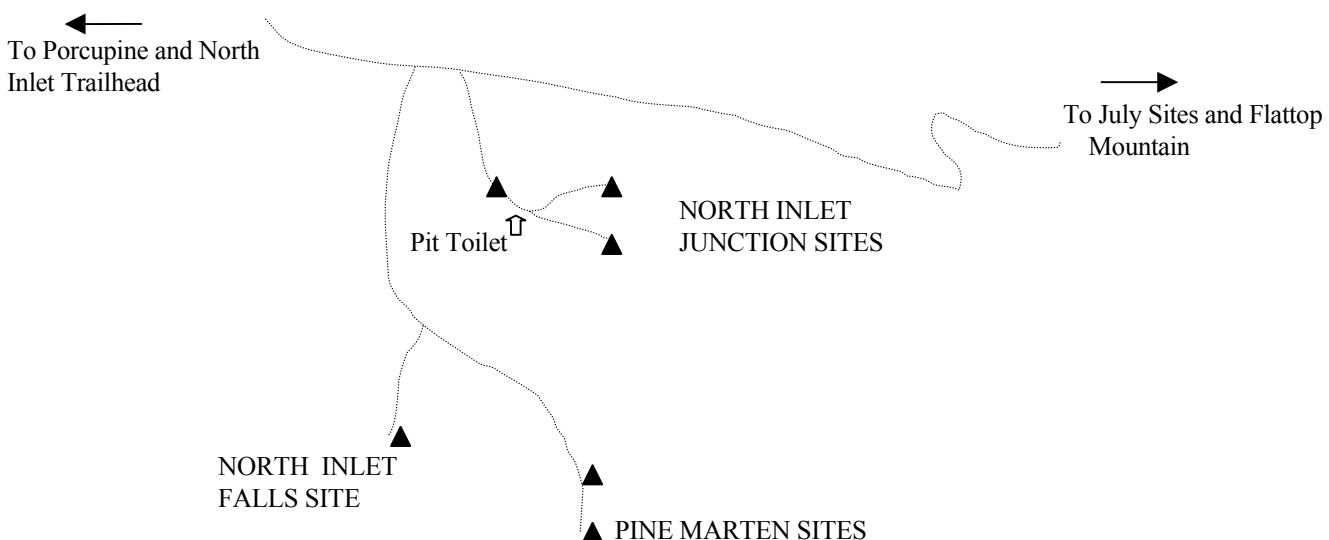 To Porcupine and North
Inlet Trailhead
To July Sites and Flattop
Mountain
NORTH INLET
JUNCTION SITES
Pit Toilet
NORTH INLET
FALLS SITE
PINE MARTEN SITES